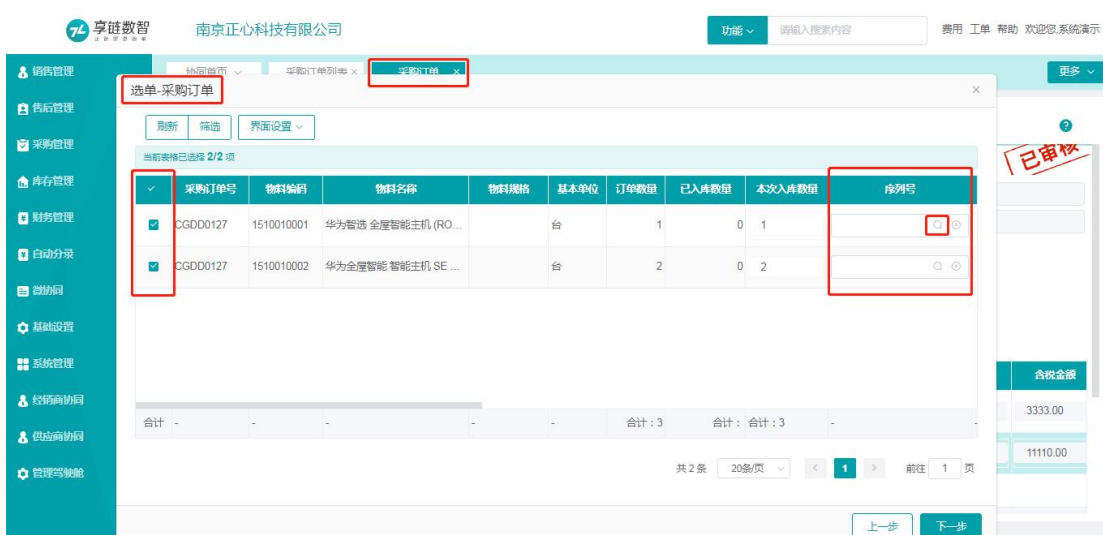 享链数智
南京正心科技有限公司
功能
请输入搜索内容
费用 工单 帮助 欢迎您,系统演示
销售管理
售后管理
采购管理
库存管理
财务管理
自动分录
微协同
基础设置
系统管理
经销商协同
供应商协同
管理驾驶舱
协同首页
采购订单列表 ×
采购订单 ×
更多
选单-采购订单
×
刷新 筛选 界面设置
已审核
当前表格已选择 2/2 项
采购订单号 物料编码 物料名称 物料规格 基本单位 订单数量 已入库数量 本次入库数量 序列号
CGDD0127 1510010001 华为智选 全屋智能主机 (RO... 台 1 0 1
CGDD0127 1510010002 华为全屋智能 智能主机 SE ... 台 2 0 2
合计 - - - - - 合计：3 合计： 合计：3 - -
含税金额
3333.00
11110.00
共 2 条 20条/页 < 1 > 前往 1 页
上一步 下一步